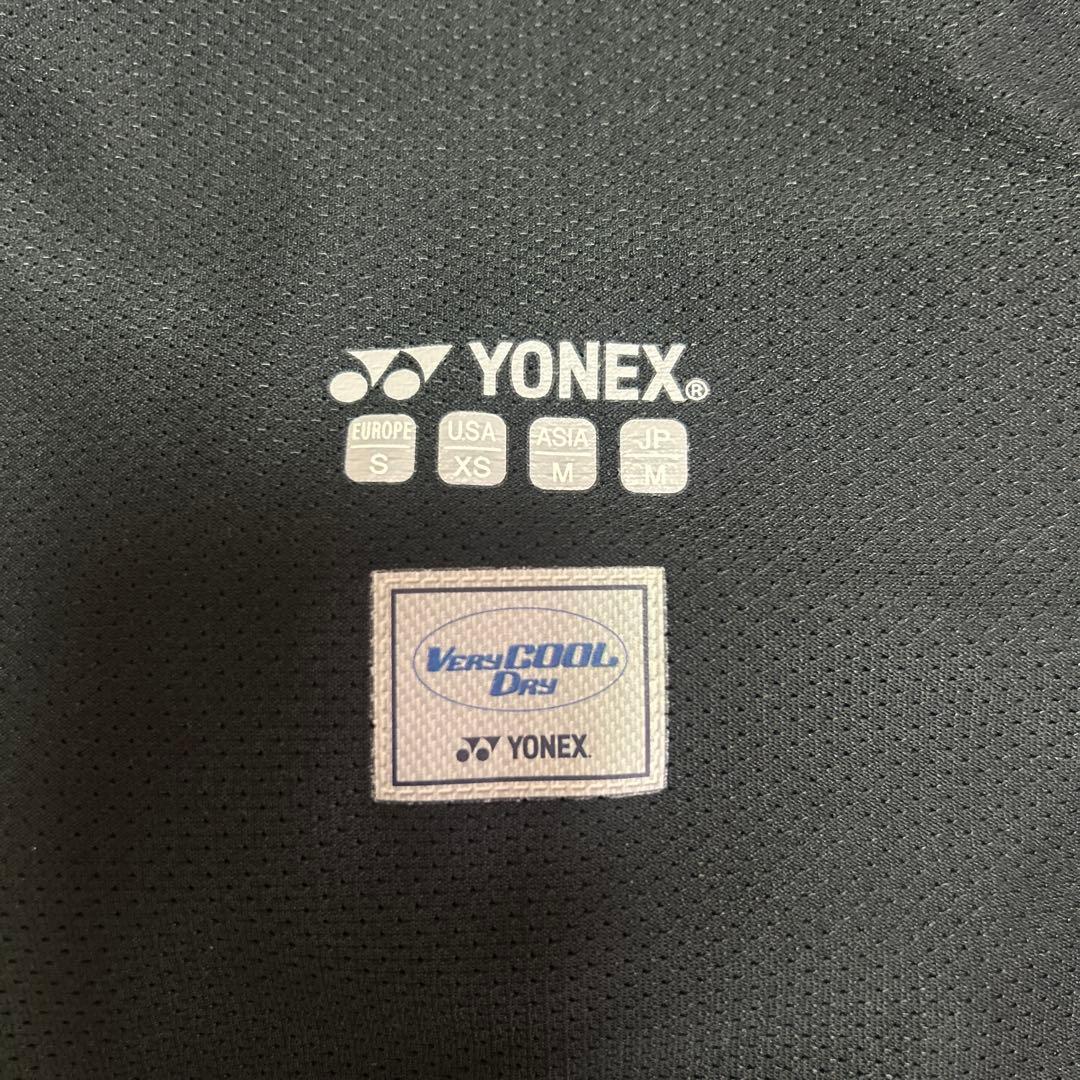 YONEX®
EUROPE USA ASIA JP
S XS M M
VERY COOL
DRY
YONEX.